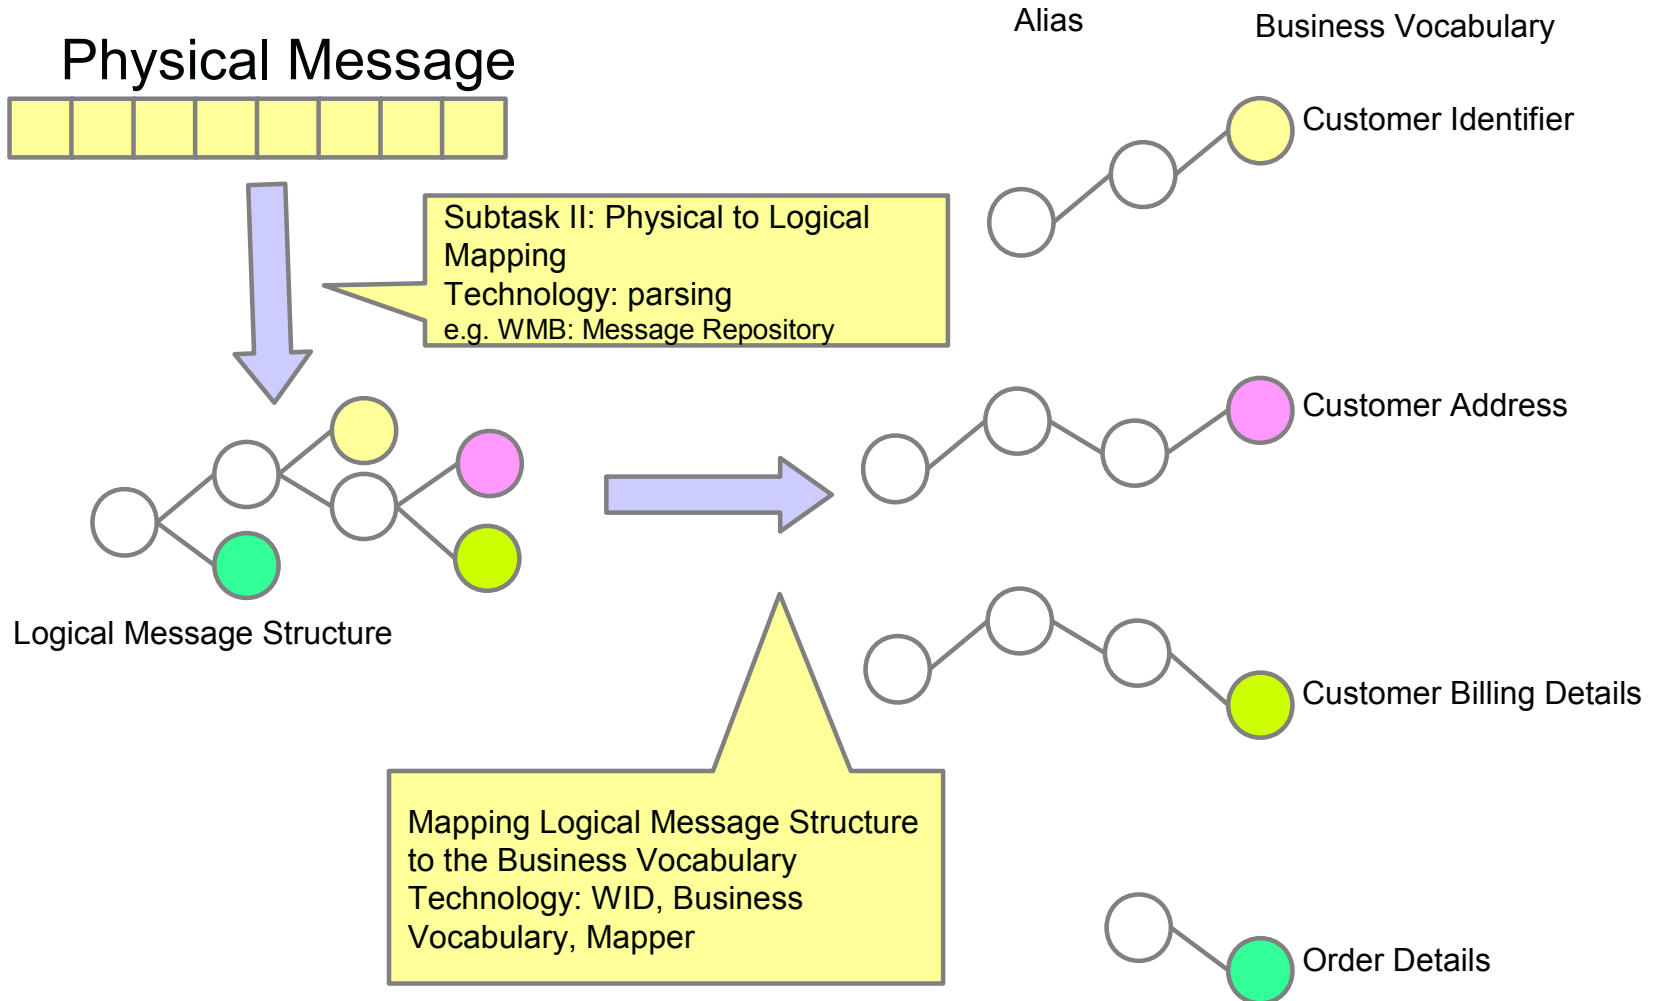 Alias
Business Vocabulary
Physical Message
Customer Identifier
Subtask II: Physical to Logical
Mapping
Technology: parsing
e.g. WMB: Message Repository
Customer Address
Logical Message Structure
Customer Billing Details
Mapping Logical Message Structure
to the Business Vocabulary
Technology: WID, Business
Vocabulary, Mapper
Order Details